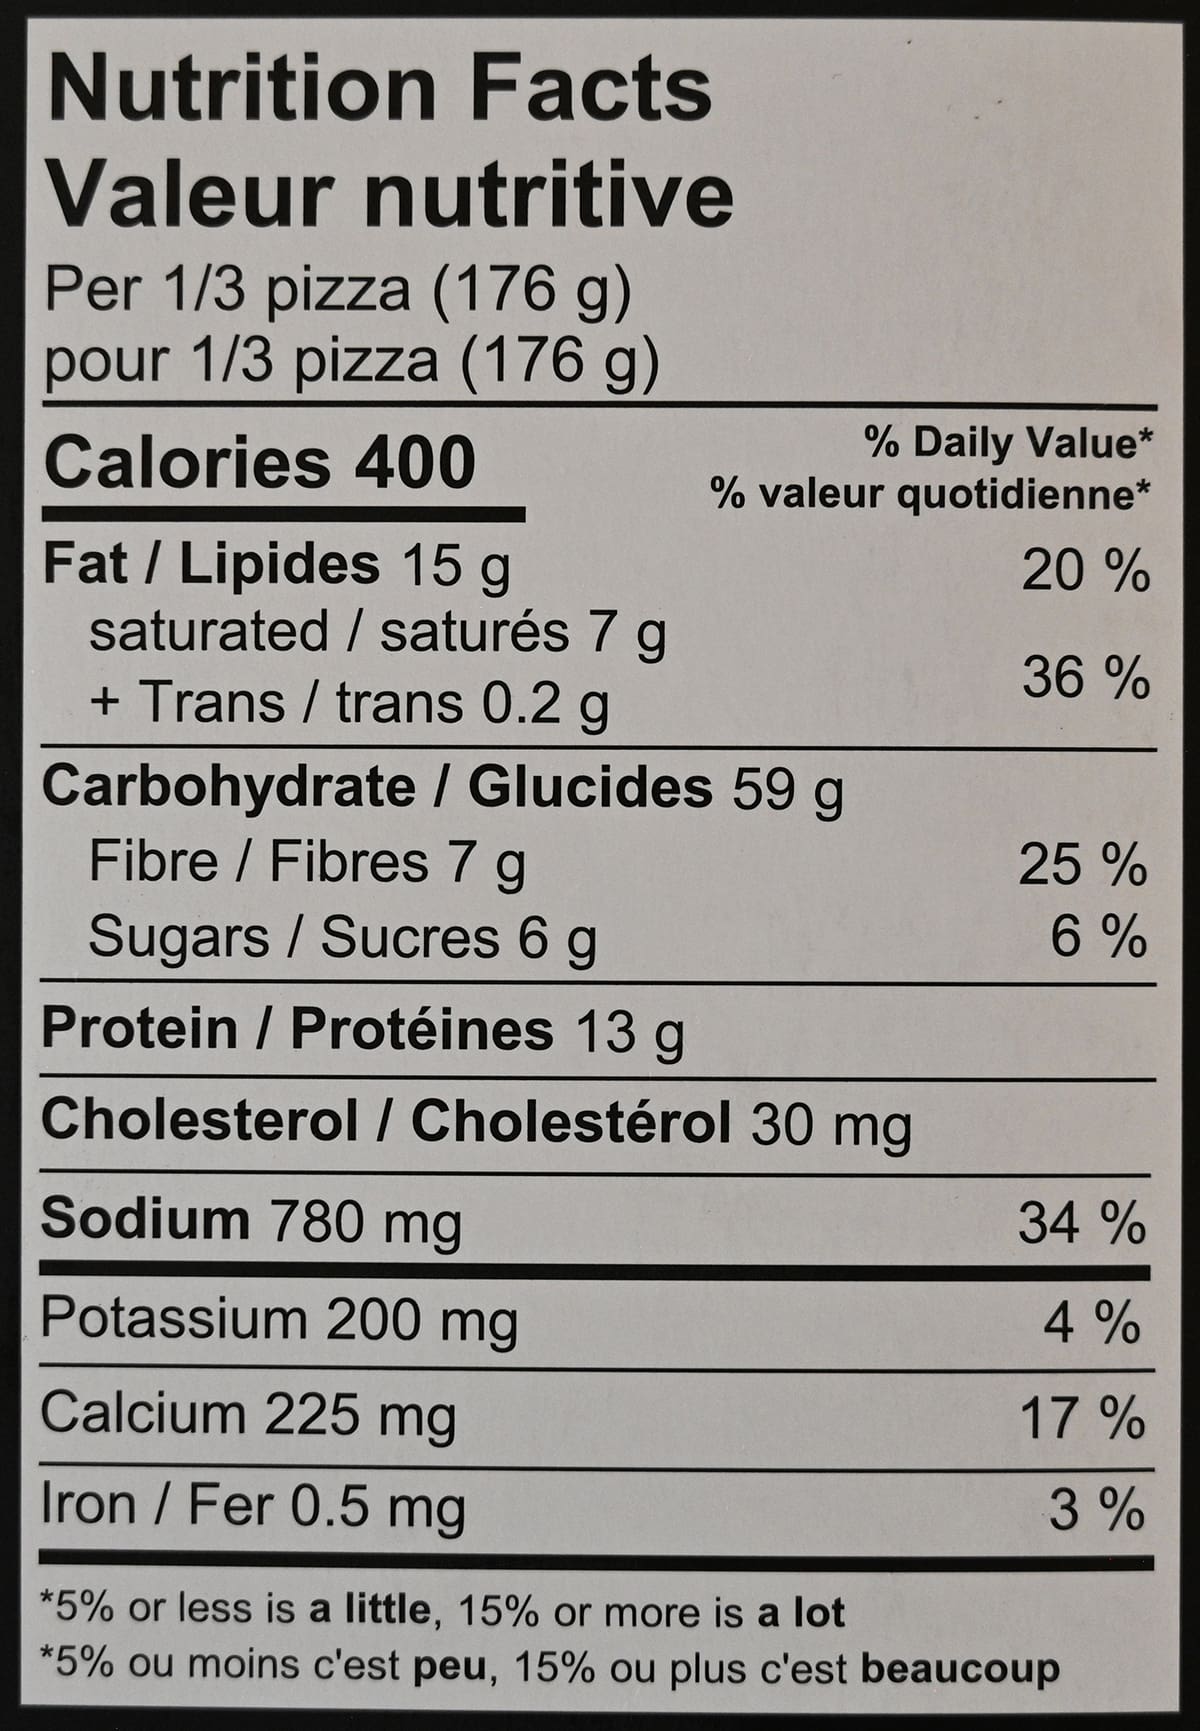 Nutrition Facts
Valeur nutritive
Per 1/3 pizza (176 g)
pour 1/3 pizza (176 g)
Calories 400
% Daily Value*
% valeur quotidienne*
Fat / Lipides 15 g 20 %
saturated / saturés 7 g
+ Trans / trans 0.2 g 36 %
Carbohydrate / Glucides 59 g
Fibre / Fibres 7 g 25 %
Sugars / Sucres 6 g 6 %
Protein / Protéines 13 g
Cholesterol / Cholestérol 30 mg
Sodium 780 mg 34 %
Potassium 200 mg 4 %
Calcium 225 mg 17 %
Iron / Fer 0.5 mg 3 %
*5% or less is a little, 15% or more is a lot
*5% ou moins c'est peu, 15% ou plus c'est beaucoup